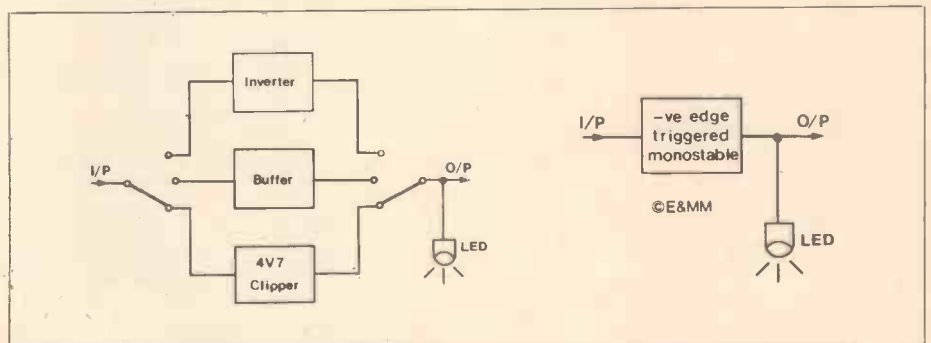 Inverter
I/P
Buffer
O/P
4V7
Clipper
LED
I/P
-ve edge
triggered
monostable
O/P
©E&MM
LED